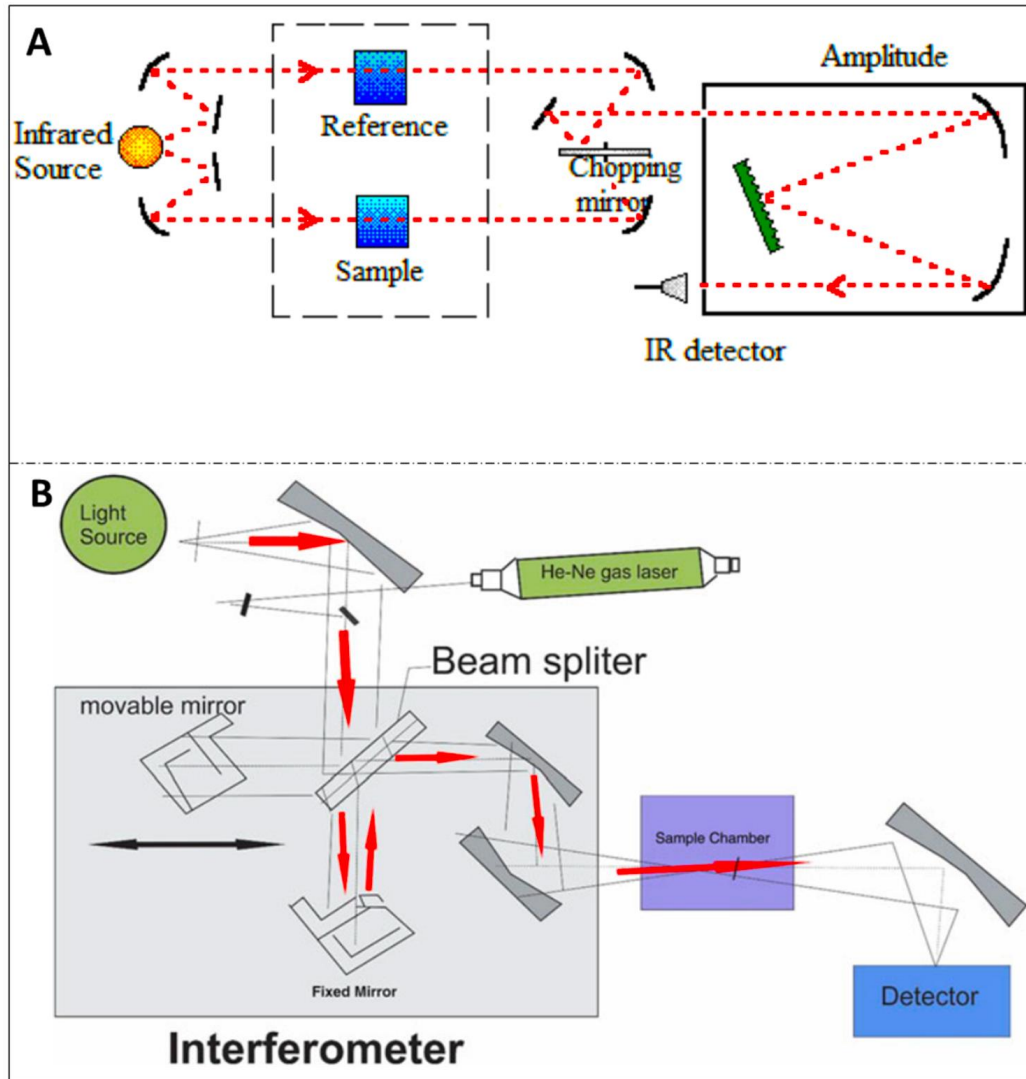 A
Amplitude
Infrared
Source
Reference
Chopping
mirror
Sample
IR detector
B
Light
Source
He-Ne gas laser
Beam spliter
movable mirror
Sample Chamber
Fixed Mirror
Detector
Interferometer